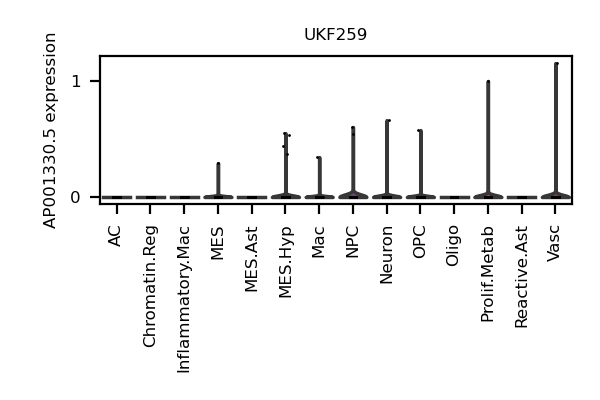 UKF259
AP001330.5 expression
1
0
AC
Chromatin.Reg
Inflammatory.Mac
MES
MES.Ast
MES.Hyp
Mac
NPC
Neuron
OPC
Oligo
Prolif.Metab
Reactive.Ast
Vasc